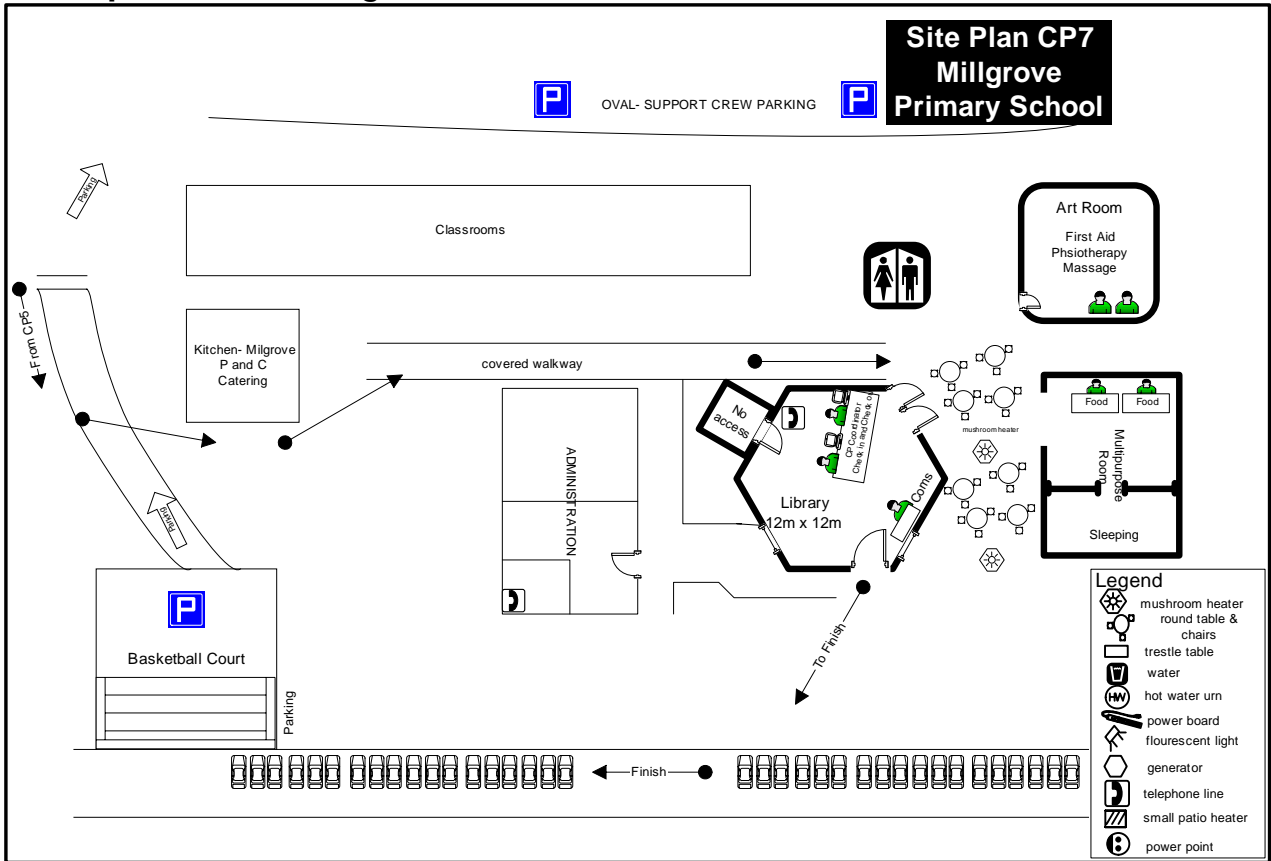 Site Plan CP7
Millgrove
Primary School
P
OVAL- SUPPORT CREW PARKING
P
Parking
Art Room
First Aid
Phsiotherapy
Massage
Classrooms
From CP5
Kitchen- Milgrove
P and C
Catering
covered walkway
No
access
CP Coordinator
Check in and Check out
Food
Food
mushroom heater
Multipurpose
Room
ADMINISTRATION
Library
12m x 12m
Coms
Sleeping
Parking
P
Basketball Court
Parking
To Finish
Finish
Legend
mushroom heater
round table &
chairs
trestle table
water
HW
hot water urn
power board
flourescent light
generator
telephone line
small patio heater
power point